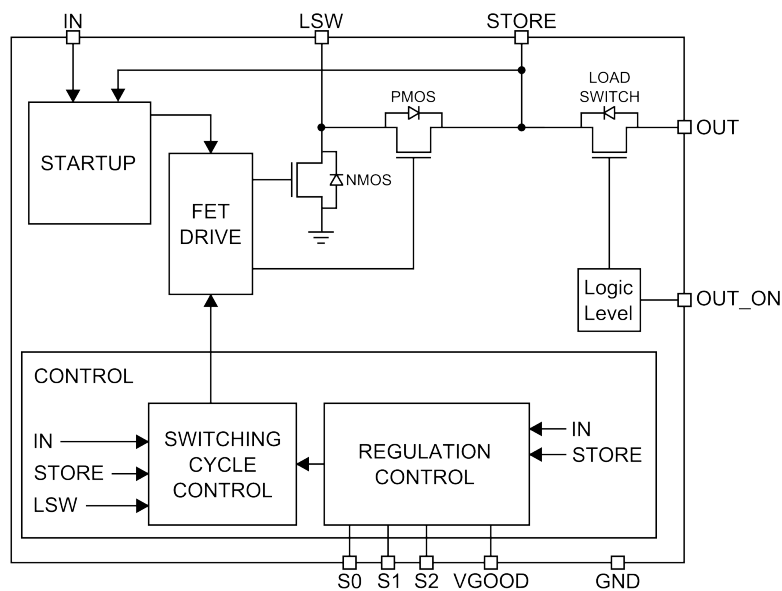 IN
LSW
STORE
LOAD
SWITCH
PMOS
OUT
STARTUP
NMOS
FET
DRIVE
Logic
Level
OUT_ON
CONTROL
IN
STORE
LSW
SWITCHING
CYCLE
CONTROL
REGULATION
CONTROL
IN
STORE
S0
S1
S2
VGOOD
GND